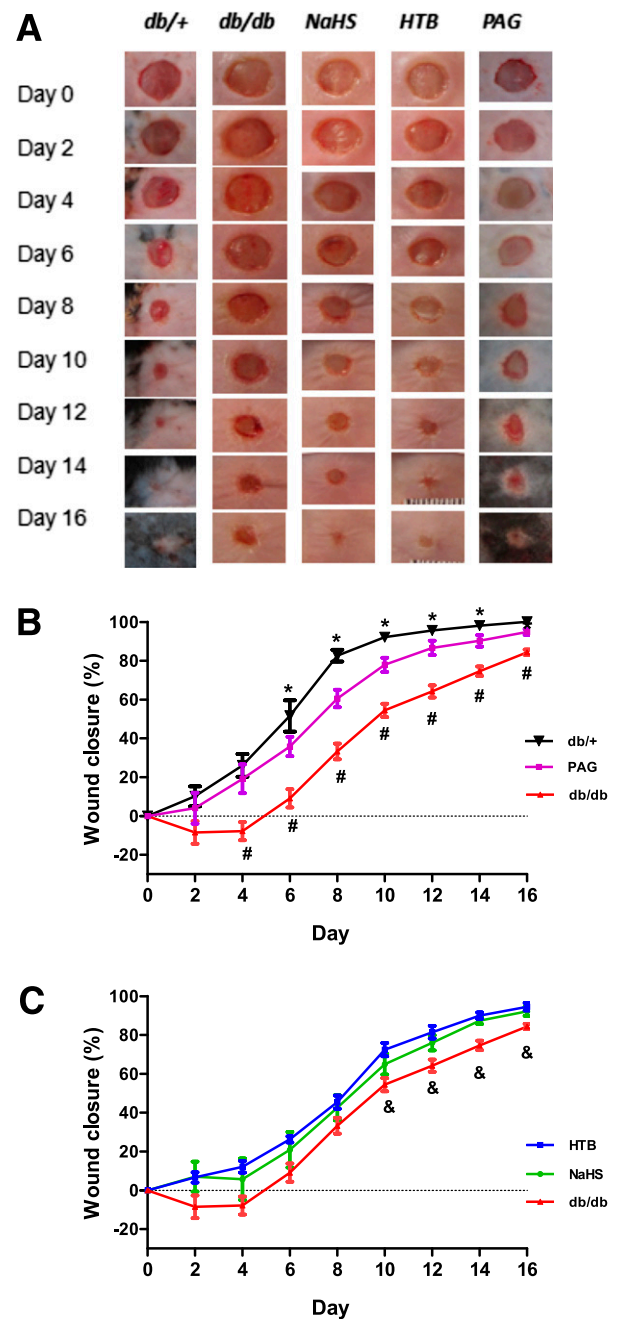 A
db/+ db/db NaHS HTB PAG
Day 0
Day 2
Day 4
Day 6
Day 8
Day 10
Day 12
Day 14
Day 16
B
Wound closure (%)
100
80
60
40
20
0
-20
* * * * *
# # # # # # #
db/+
PAG
db/db
0 2 4 6 8 10 12 14 16
Day
C
Wound closure (%)
100
80
60
40
20
0
-20
& & & &
HTB
NaHS
db/db
0 2 4 6 8 10 12 14 16
Day